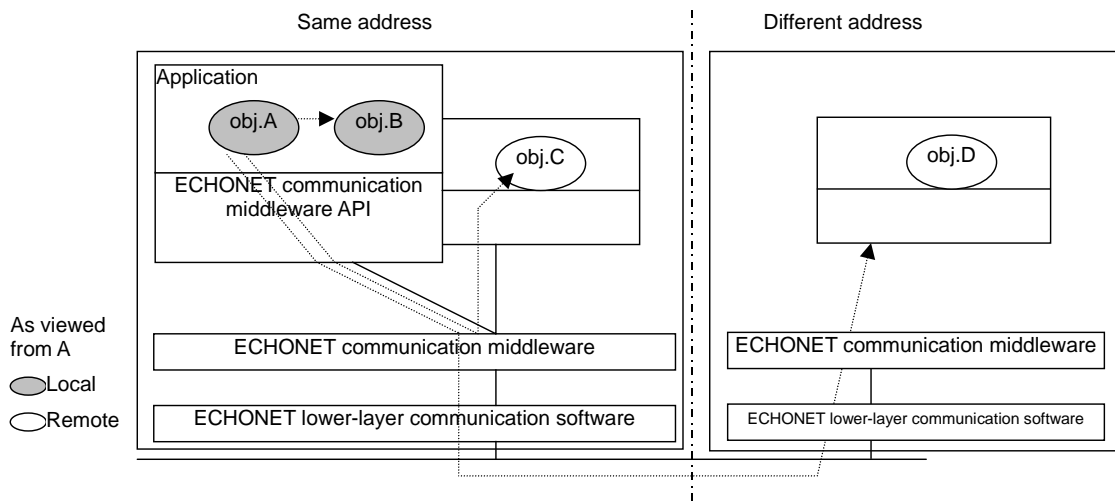 Same address
Different address
Application
obj.A
obj.B
obj.C
obj.D
ECHONET communication
middleware API
As viewed
from A
Local
Remote
ECHONET communication middleware
ECHONET communication middleware
ECHONET lower-layer communication software
ECHONET lower-layer communication software